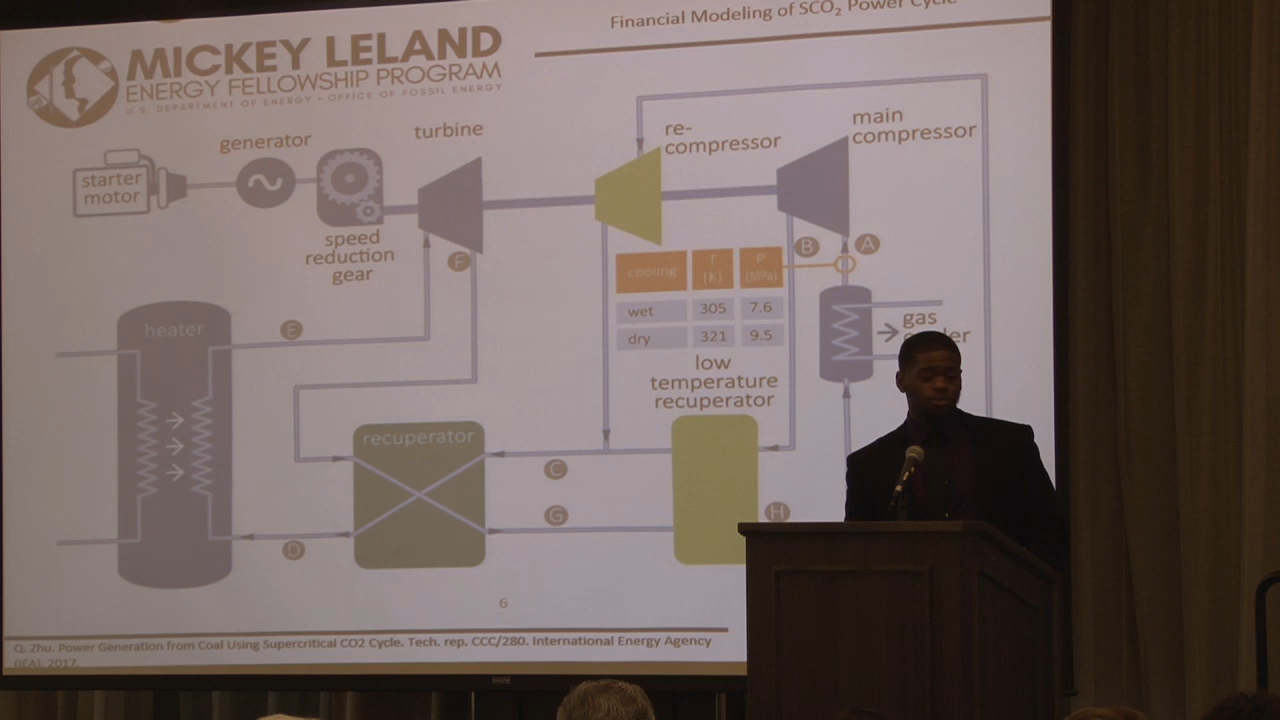 Financial Modeling of SCO₂ Power Cycle
MICKEY LELAND
ENERGY FELLOWSHIP PROGRAM
U.S. DEPARTMENT OF ENERGY • OFFICE OF FOSSIL ENERGY
starter
motor
generator
speed
reduction
gear
turbine
re-
compressor
main
compressor
F
B
A
cooling
T
(K)
P
(MPa)
wet
305
7.6
dry
321
9.5
gas
heater
E
low
temperature
recuperator
recuperator
C
G
H
D
6
Q. Zhu. Power Generation from Coal Using Supercritical CO2 Cycle. Tech. rep. CCC/280. International Energy Agency
(IEA), 2017.